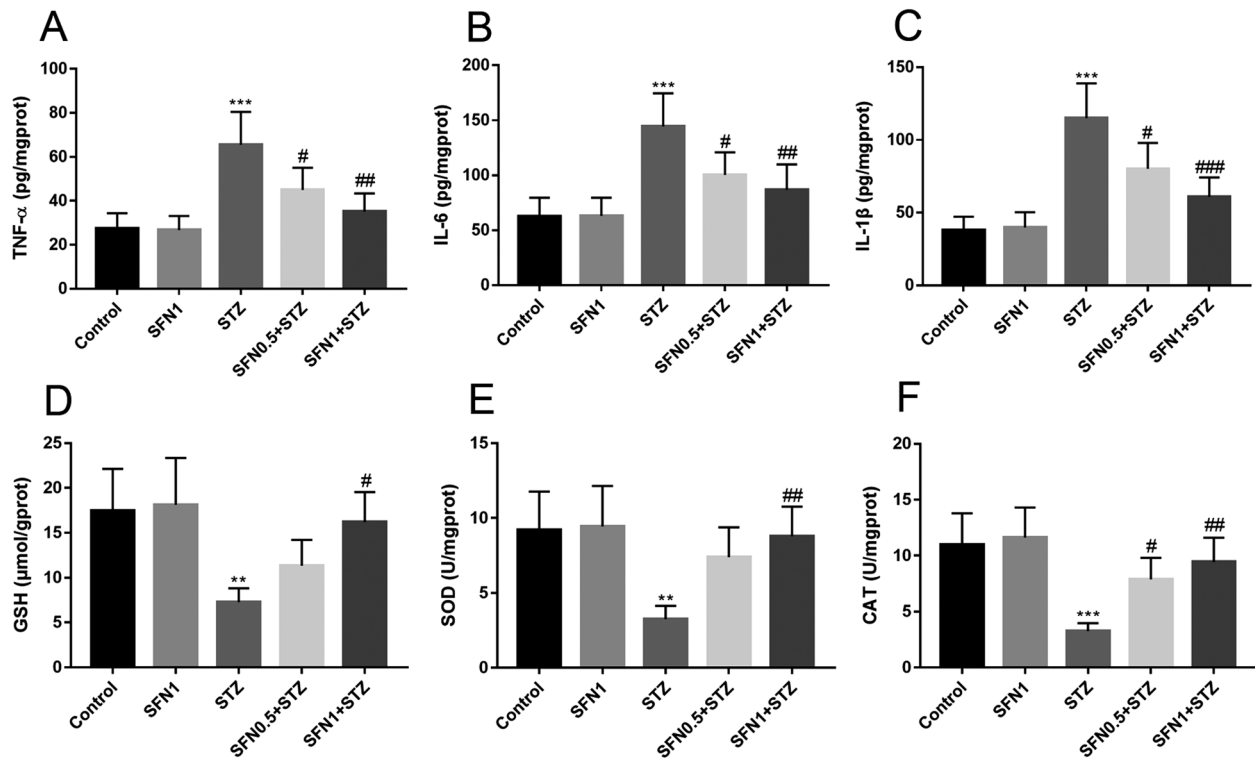 A
TNF-α (pg/mgprot)
100
80
60
40
20
0
***
#
##
Control
SFN1
STZ
SFN0.5+STZ
SFN1+STZ
B
IL-6 (pg/mgprot)
200
150
100
50
0
***
#
##
Control
SFN1
STZ
SFN0.5+STZ
SFN1+STZ
C
IL-1β (pg/mgprot)
150
100
50
0
***
#
###
Control
SFN1
STZ
SFN0.5+STZ
SFN1+STZ
D
GSH (μmol/gprot)
25
20
15
10
5
0
**
#
Control
SFN1
STZ
SFN0.5+STZ
SFN1+STZ
E
SOD (U/mgprot)
15
10
5
0
**
##
Control
SFN1
STZ
SFN0.5+STZ
SFN1+STZ
F
CAT (U/mgprot)
20
15
10
5
0
***
#
##
Control
SFN1
STZ
SFN0.5+STZ
SFN1+STZ